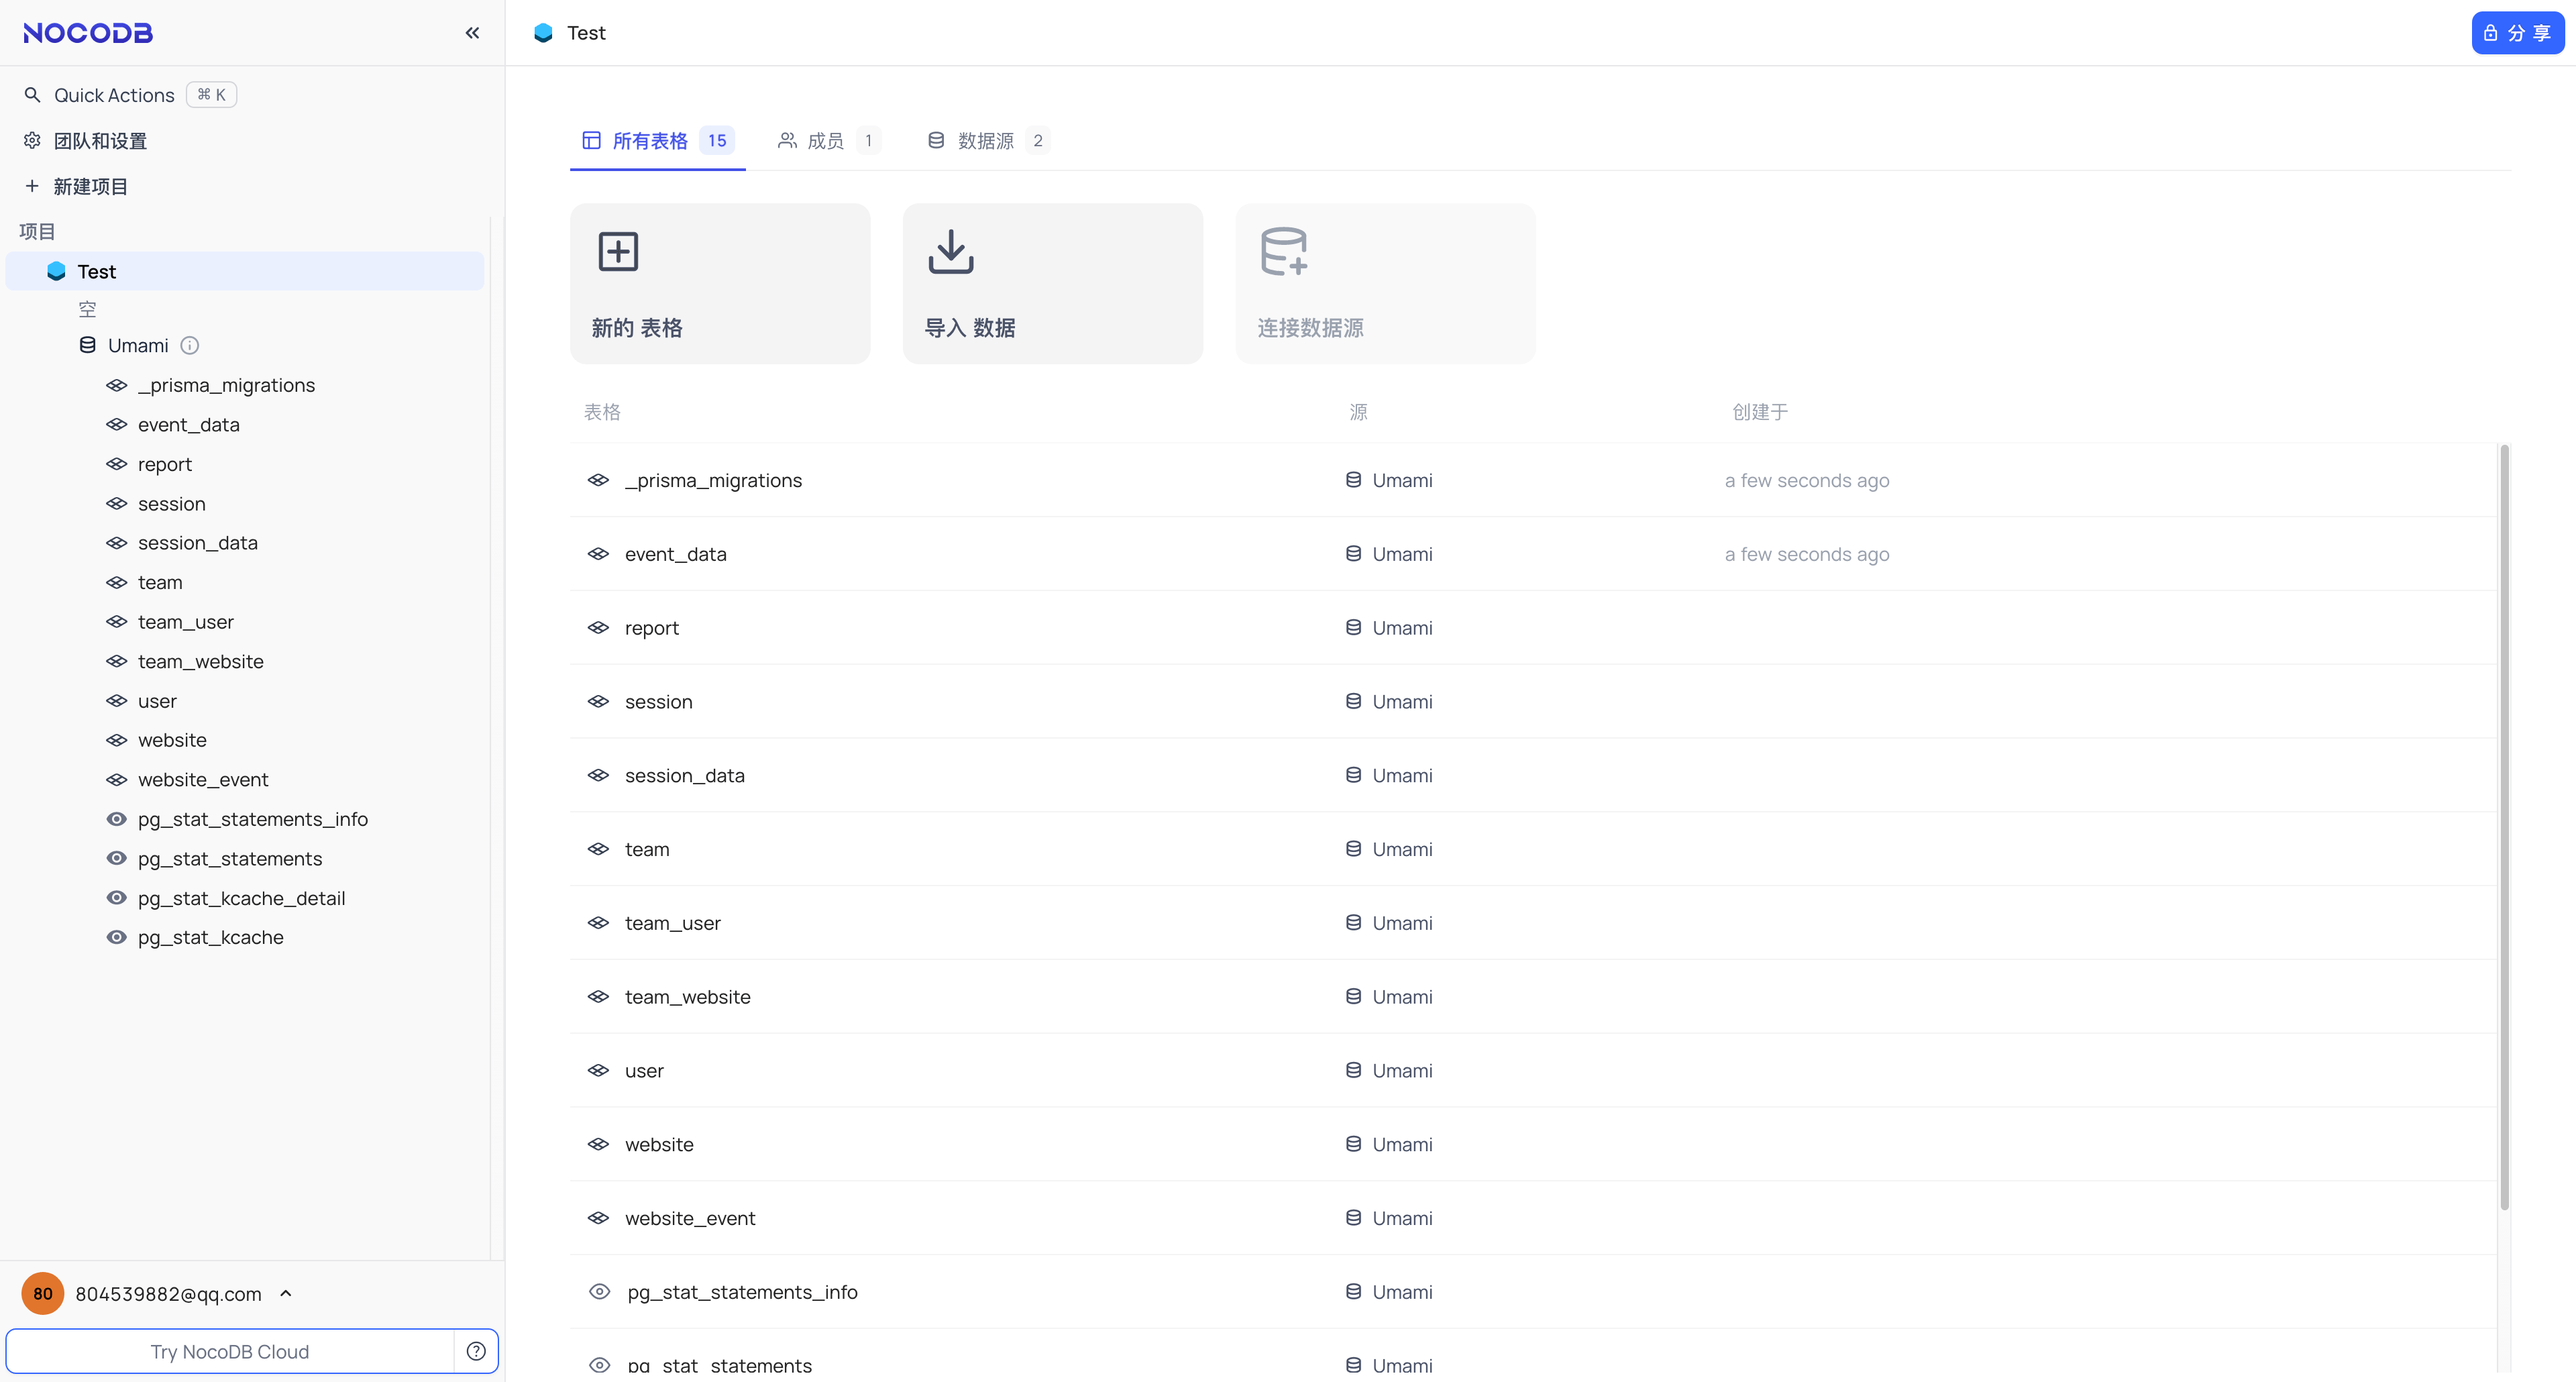 NOCODB
Quick Actions ⌘ K
团队和设置
新建项目
项目
Test
空
Umami
_prisma_migrations
event_data
report
session
session_data
team
team_user
team_website
user
website
website_event
pg_stat_statements_info
pg_stat_statements
pg_stat_kcache_detail
pg_stat_kcache
80 804539882@qq.com
Try NocoDB Cloud
Test
分享
所有表格 15 成员 1 数据源 2
新的 表格 导入 数据 连接数据源
表格 源 创建于
_prisma_migrations Umami a few seconds ago
event_data Umami a few seconds ago
report Umami
session Umami
session_data Umami
team Umami
team_user Umami
team_website Umami
user Umami
website Umami
website_event Umami
pg_stat_statements_info Umami
pg_stat_statements Umami